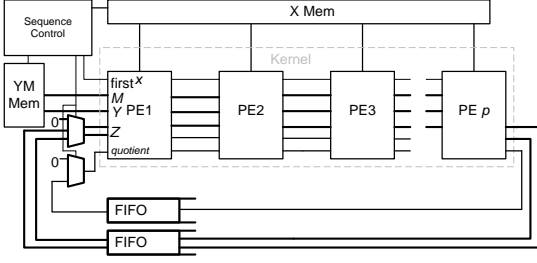 Sequence
Control
X Mem
Kernel
YM
Mem
first x
M
Y
Z
quotient
PE1
PE2
PE3
PE p
0
0
FIFO
FIFO